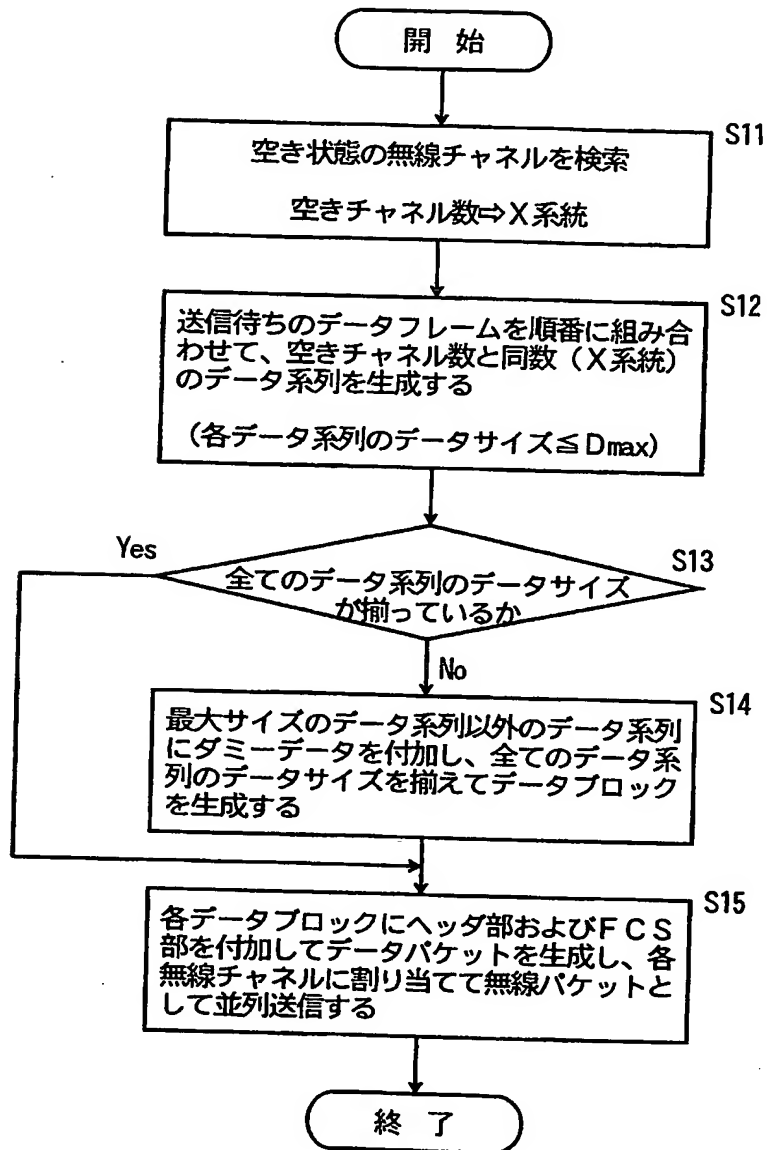 開 始
S11
空き状態の無線チャネルを検索
空きチャネル数⇒X系統
S12
送信待ちのデータフレームを順番に組み合
わせて、空きチャネル数と同数（X系統）
のデータ系列を生成する
（各データ系列のデータサイズ≦Dmax）
Yes
S13
全てのデータ系列のデータサイズ
が揃っているか
No
S14
最大サイズのデータ系列以外のデータ系列
にダミーデータを付加し、全てのデータ系
列のデータサイズを揃えてデータブロック
を生成する
S15
各データブロックにヘッダ部およびＦＣＳ
部を付加してデータパケットを生成し、各
無線チャネルに割り当てて無線パケットと
して並列送信する
終 了